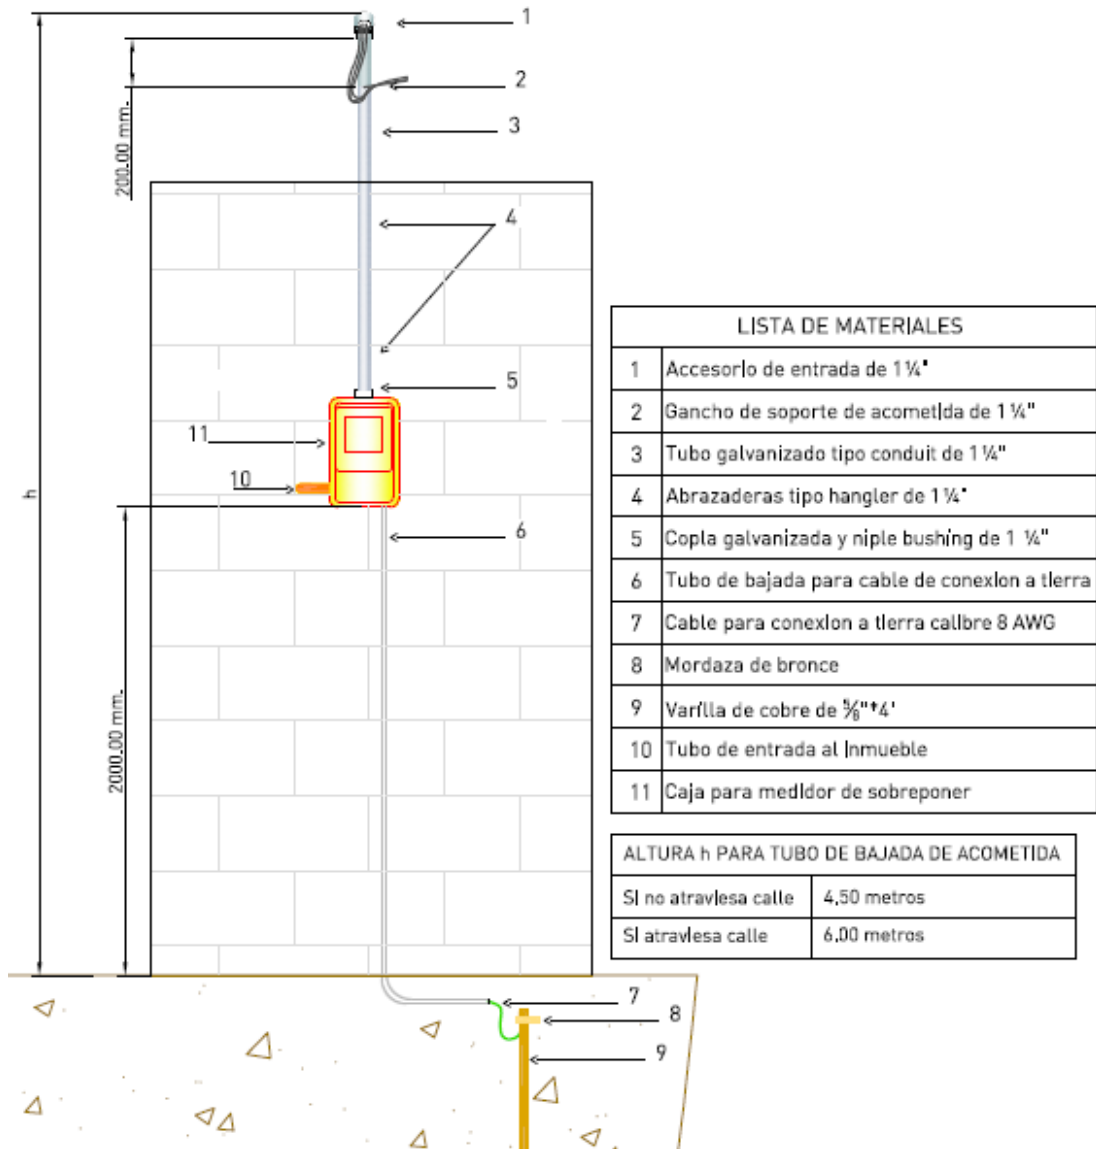 1
2
200.00 mm.
3
4
5
11
10
h
6
2000.00 mm.
7
8
9
LISTA DE MATERIALES
1 Accesorio de entrada de 1¼"
2 Gancho de soporte de acometida de 1¼"
3 Tubo galvanizado tipo conduit de 1¼"
4 Abrazaderas tipo hangler de 1¼"
5 Copla galvanizada y niple bushing de 1 ¼"
6 Tubo de bajada para cable de conexion a tierra
7 Cable para conexion a tierra calibre 8 AWG
8 Mordaza de bronce
9 Varilla de cobre de ⅝"*4'
10 Tubo de entrada al inmueble
11 Caja para medidor de sobreponer
ALTURA h PARA TUBO DE BAJADA DE ACOMETIDA
Si no atraviesa calle 4,50 metros
Si atraviesa calle 6,00 metros